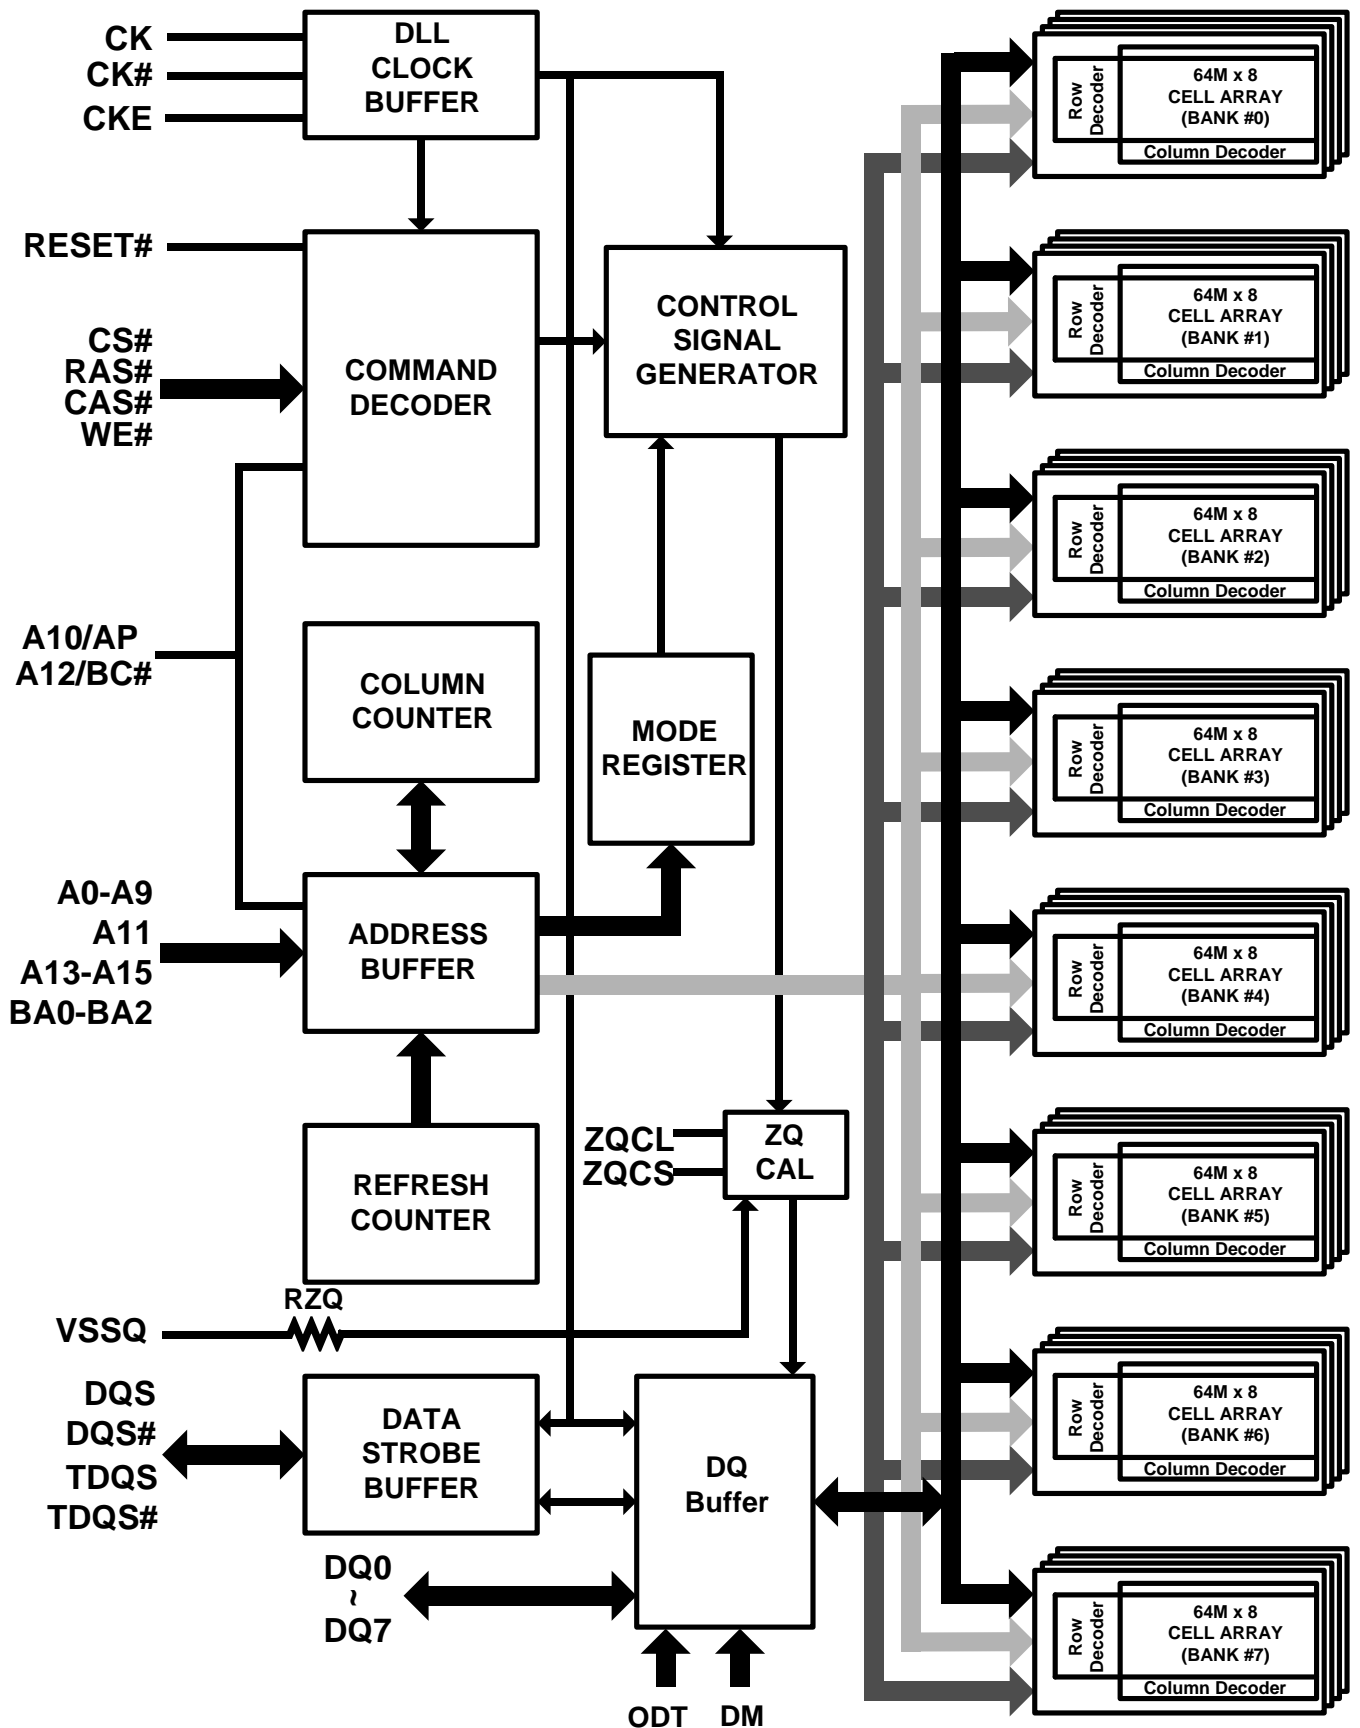 CK
CK#
CKE
DLL
CLOCK
BUFFER
RESET#
CS#
RAS#
CAS#
WE#
COMMAND
DECODER
CONTROL
SIGNAL
GENERATOR
A10/AP
A12/BC#
COLUMN
COUNTER
MODE
REGISTER
A0-A9
A11
A13-A15
BA0-BA2
ADDRESS
BUFFER
REFRESH
COUNTER
ZQCL
ZQCS
ZQ
CAL
RZQ
VSSQ
DQS
DQS#
TDQS
TDQS#
DATA
STROBE
BUFFER
DQ
Buffer
DQ0
~
DQ7
ODT
DM
Row
Decoder
64M x 8
CELL ARRAY
(BANK #0)
Column Decoder
Row
Decoder
64M x 8
CELL ARRAY
(BANK #1)
Column Decoder
Row
Decoder
64M x 8
CELL ARRAY
(BANK #2)
Column Decoder
Row
Decoder
64M x 8
CELL ARRAY
(BANK #3)
Column Decoder
Row
Decoder
64M x 8
CELL ARRAY
(BANK #4)
Column Decoder
Row
Decoder
64M x 8
CELL ARRAY
(BANK #5)
Column Decoder
Row
Decoder
64M x 8
CELL ARRAY
(BANK #6)
Column Decoder
Row
Decoder
64M x 8
CELL ARRAY
(BANK #7)
Column Decoder